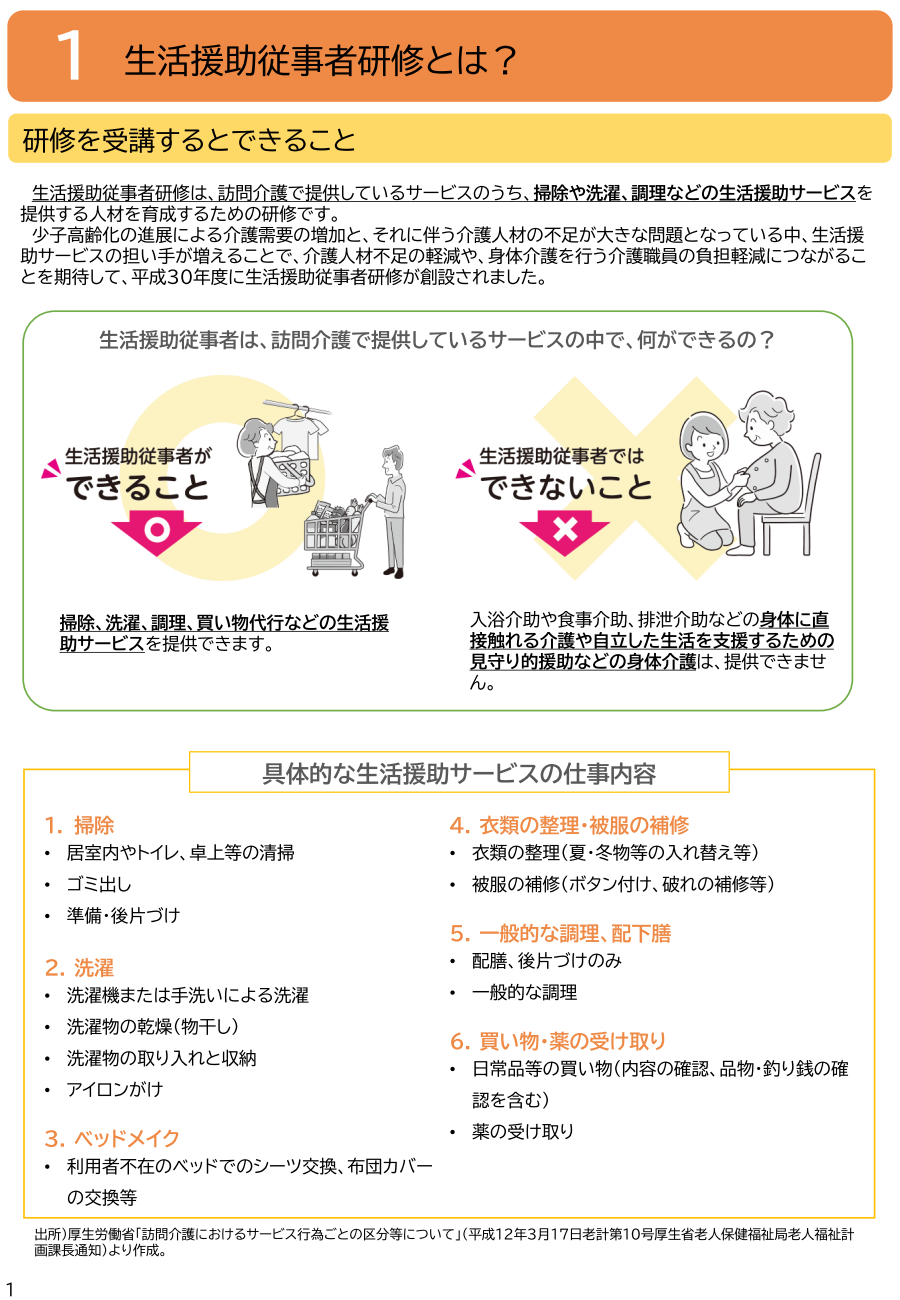 1 生活援助従事者研修とは？
研修を受講するとできること
生活援助従事者研修は、訪問介護で提供しているサービスのうち、掃除や洗濯、調理などの生活援助サービスを
提供する人材を育成するための研修です。
少子高齢化の進展による介護需要の増加と、それに伴う介護人材の不足が大きな問題となっている中、生活援
助サービスの担い手が増えることで、介護人材不足の軽減や、身体介護を行う介護職員の負担軽減につながるこ
とを期待して、平成30年度に生活援助従事者研修が創設されました。
生活援助従事者は、訪問介護で提供しているサービスの中で、何ができるの？
生活援助従事者が
できること
掃除、洗濯、調理、買い物代行などの生活援
助サービスを提供できます。
生活援助従事者では
できないこと
入浴介助や食事介助、排泄介助などの身体に直
接触れる介護や自立した生活を支援するための
見守り的援助などの身体介護は、提供できませ
ん。
具体的な生活援助サービスの仕事内容
1. 掃除
• 居室内やトイレ、卓上等の清掃
• ゴミ出し
• 準備・後片づけ
2. 洗濯
• 洗濯機または手洗いによる洗濯
• 洗濯物の乾燥（物干し）
• 洗濯物の取り入れと収納
• アイロンがけ
3. ベッドメイク
• 利用者不在のベッドでのシーツ交換、布団カバー
の交換等
4. 衣類の整理・被服の補修
• 衣類の整理（夏・冬物等の入れ替え等）
• 被服の補修（ボタン付け、破れの補修等）
5. 一般的な調理、配下膳
• 配膳、後片づけのみ
• 一般的な調理
6. 買い物・薬の受け取り
• 日常品等の買い物（内容の確認、品物・釣り銭の確
認を含む）
• 薬の受け取り
出所）厚生労働省「訪問介護におけるサービス行為ごとの区分等について」（平成12年3月17日老計第10号厚生省老人保健福祉局老人福祉計
画課長通知）より作成。
1